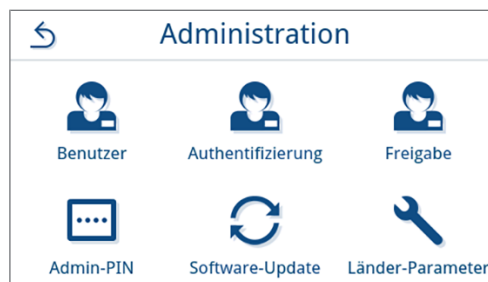 Administration
Benutzer Authentifizierung Freigabe
Admin-PIN Software-Update Länder-Parameter